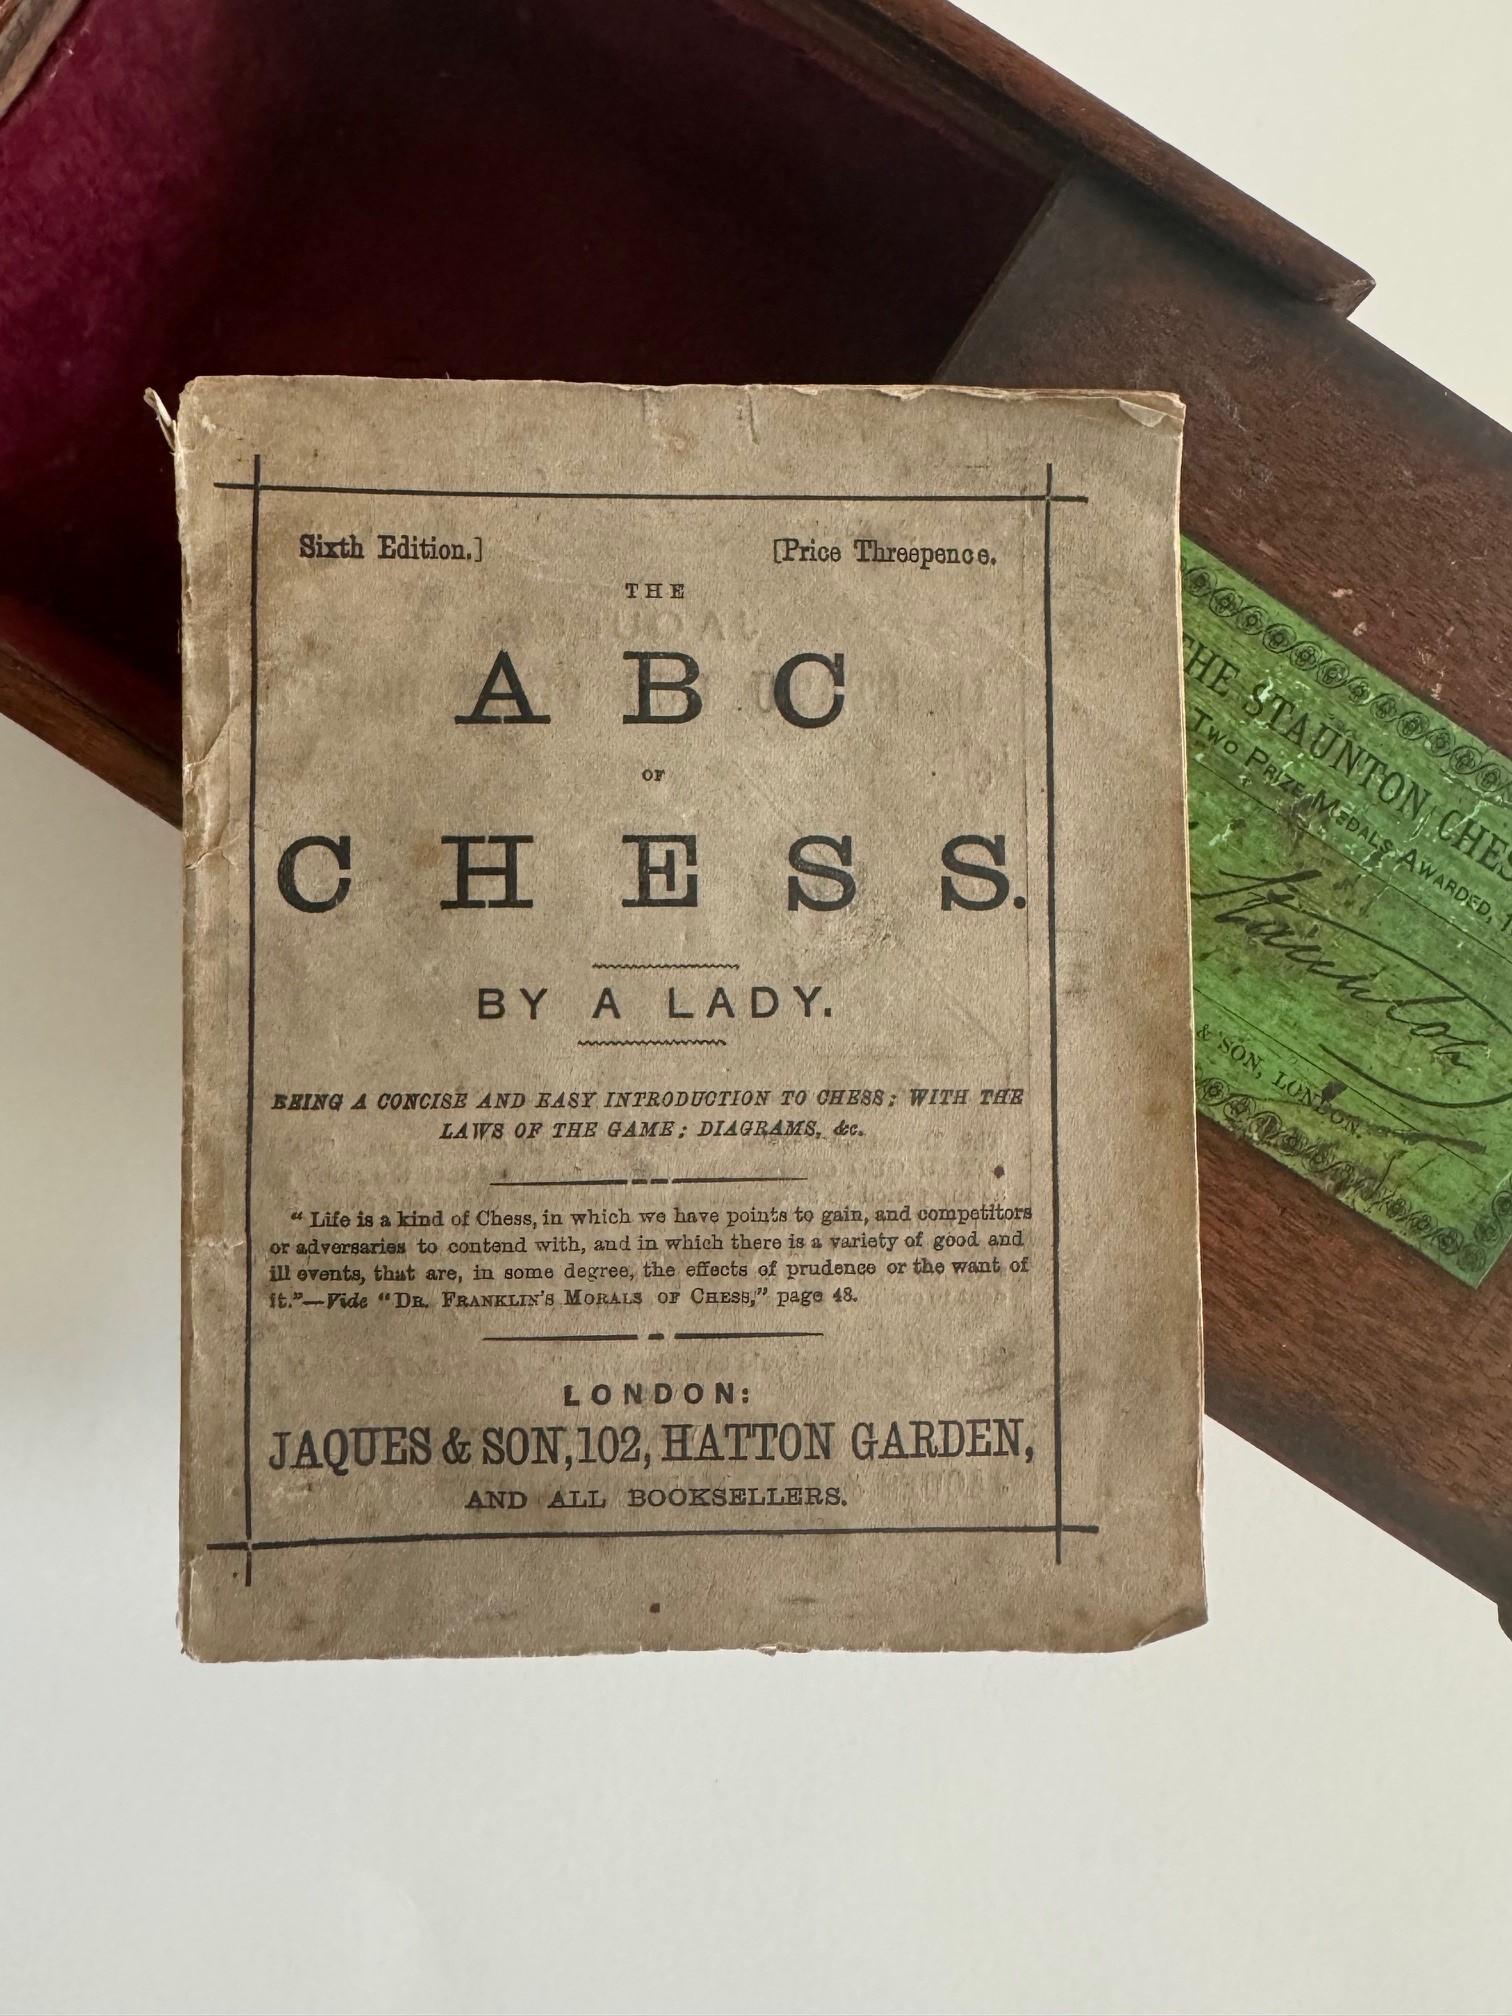 Sixth Edition.]
[Price Threepence.
THE
A B C
OF
CHESS.
BY A LADY.
BEING A CONCISE AND EASY INTRODUCTION TO CHESS; WITH THE
LAWS OF THE GAME; DIAGRAMS, &c.
"Life is a kind of Chess, in which we have points to gain, and competitors
or adversaries to contend with, and in which there is a variety of good and
ill events, that are, in some degree, the effects of prudence or the want of
it."—Vide "DR. FRANKLIN'S MORALS OF CHESS," page 48.
LONDON:
JAQUES & SON, 102, HATTON GARDEN,
AND ALL BOOKSELLERS.
THE STAUNTON CHES
TWO PRIZE MEDALS AWARDED,
& SON, LONDON.